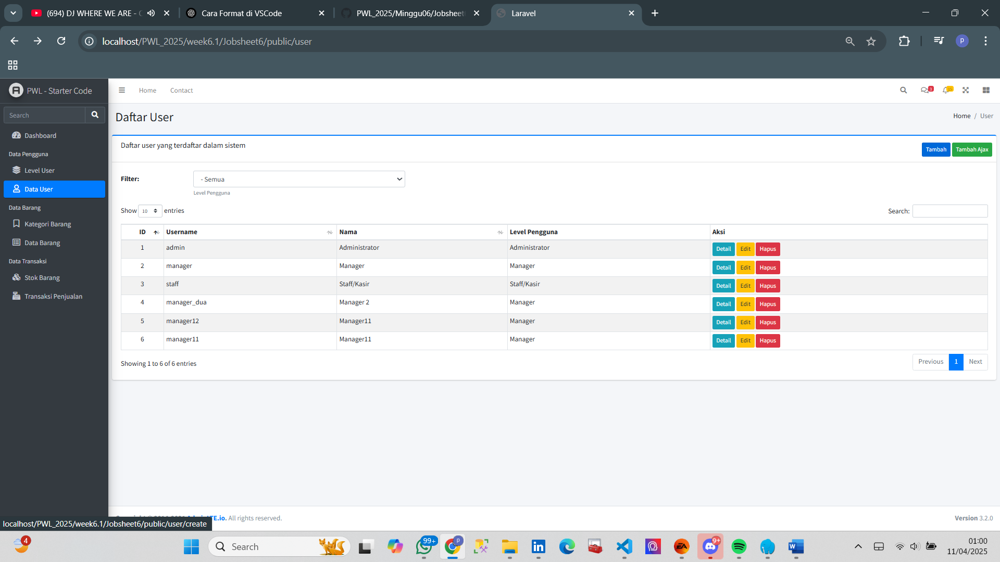 (694) DJ WHERE WE ARE -
Cara Format di VSCode
PWL_2025/Minggu06/Jobsheet
Laravel
localhost/PWL_2025/week6.1/Jobsheet6/public/user
p
PWL - Starter Code
Home
Contact
3
15
Search
Daftar User
Home / User
Dashboard
Data Pengguna
Level User
Data User
Data Barang
Kategori Barang
Data Barang
Data Transaksi
Stok Barang
Transaksi Penjualan
Daftar user yang terdaftar dalam sistem
Tambah
Tambah Ajax
Filter:
- Semua
Level Pengguna
Show 10 entries
Search:
ID Username Nama Level Pengguna Aksi
1 admin Administrator Administrator Detail Edit Hapus
2 manager Manager Manager Detail Edit Hapus
3 staff Staff/Kasir Staff/Kasir Detail Edit Hapus
4 manager_dua Manager 2 Manager Detail Edit Hapus
5 manager12 Manager11 Manager Detail Edit Hapus
6 manager11 Manager11 Manager Detail Edit Hapus
Showing 1 to 6 of 6 entries
Previous 1 Next
All rights reserved.
Version 3.2.0
localhost/PWL_2025/week6.1/Jobsheet6/public/user/create
4
Search
99+
p
in
EA
9+
W
01:00
11/04/2025